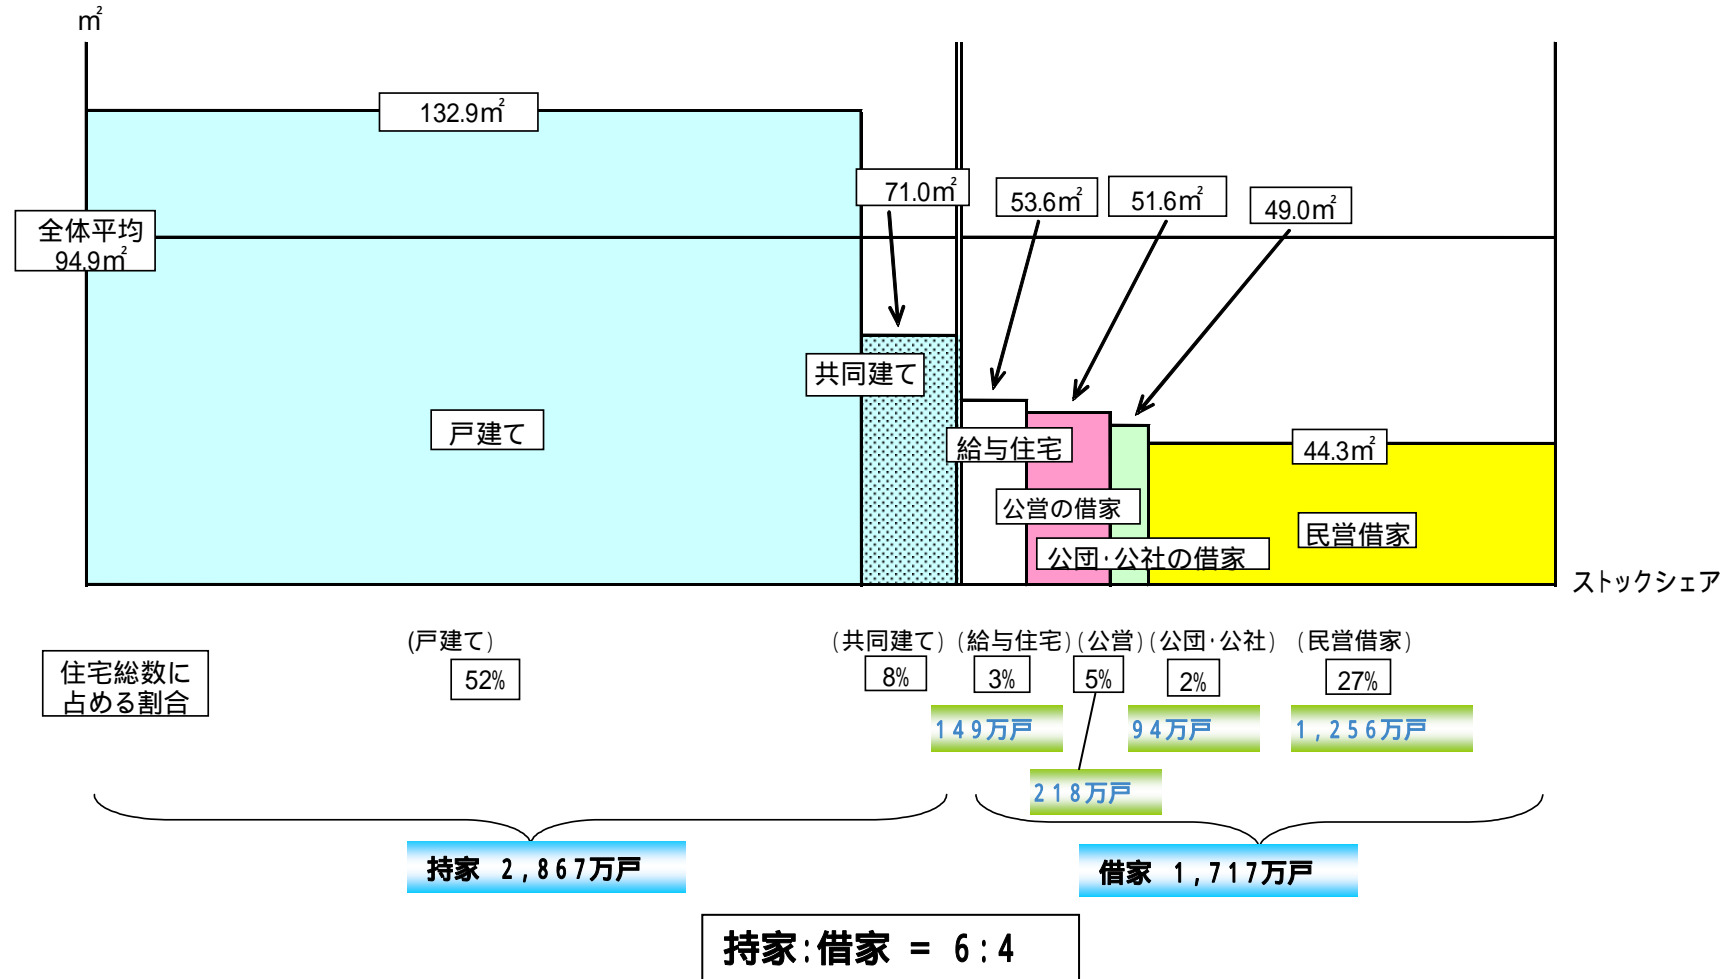 ㎡
132.9㎡
71.0㎡
53.6㎡
51.6㎡
49.0㎡
全体平均
94.9㎡
共同建て
戸建て
給与住宅
44.3㎡
公営の借家
民営借家
公団・公社の借家
ストックシェア
(戸建て)
(共同建て)
(給与住宅)
(公営)
(公団・公社)
(民営借家)
住宅総数に
占める割合
52%
8%
3%
5%
2%
27%
149万戸
94万戸
1,256万戸
218万戸
持家 2,867万戸
借家 1,717万戸
持家:借家 = 6:4